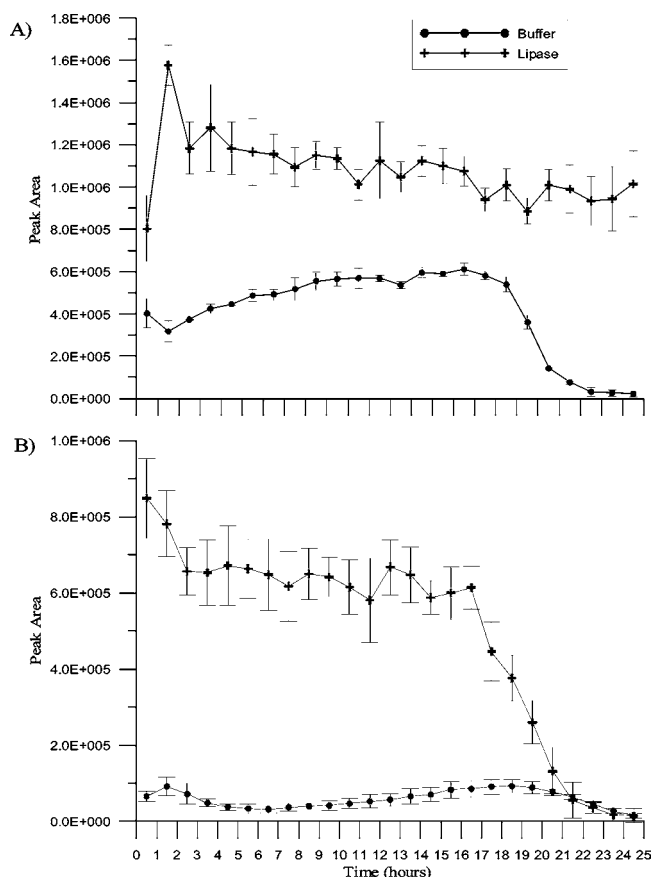 A)
1.8E+006
1.6E+006
1.4E+006
1.2E+006
1.0E+006
8.0E+005
6.0E+005
4.0E+005
2.0E+005
0.0E+000
Peak Area
Buffer
Lipase
B)
1.0E+006
8.0E+005
6.0E+005
4.0E+005
2.0E+005
0.0E+000
Peak Area
0 1 2 3 4 5 6 7 8 9 10 11 12 13 14 15 16 17 18 19 20 21 22 23 24 25
Time (hours)